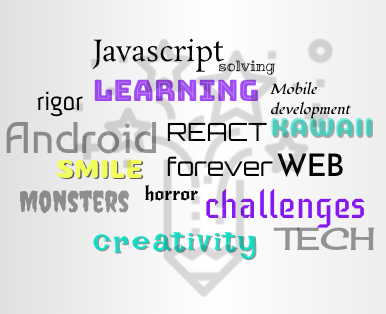 Javascript
solving
LEARNING
Mobile
development
rigor
Android
REACT
KAWAII
SMILE
forever
WEB
MONSTERS
horror
challenges
creativity
TECH